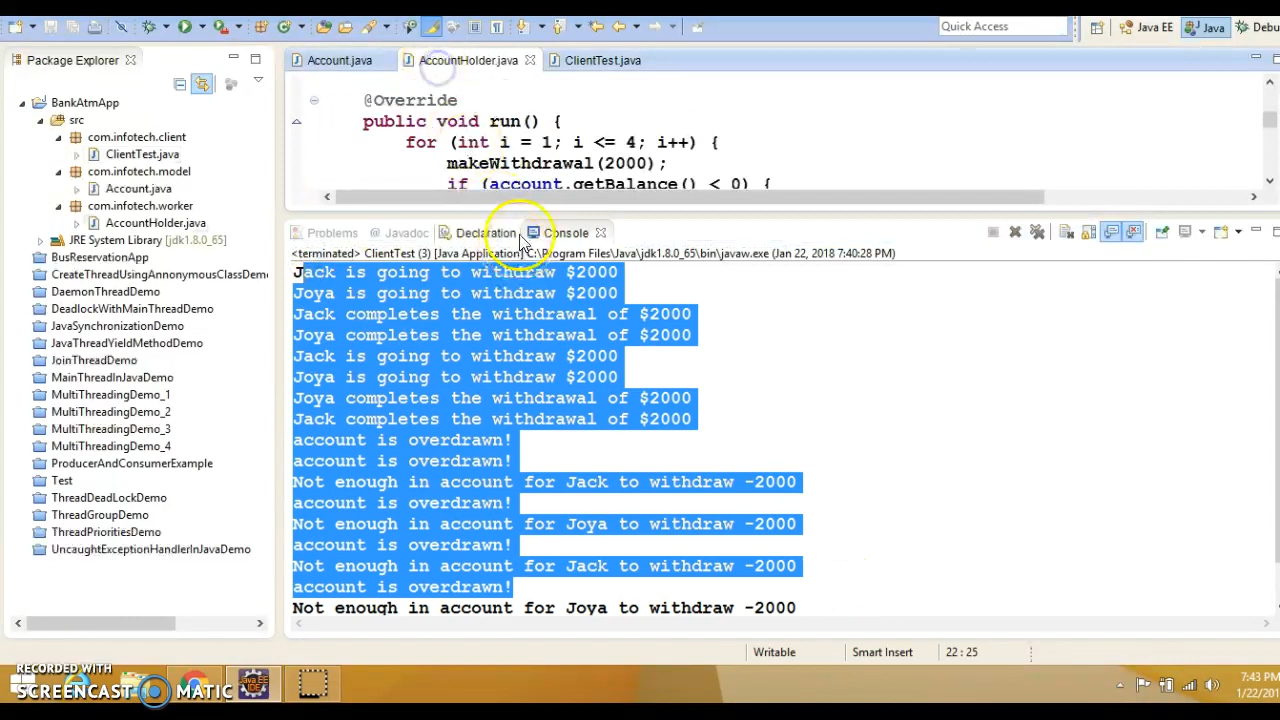 Quick Access
Java EE
Java
Debu
Package Explorer
Account.java
AccountHolder.java
ClientTest.java
BankAtmApp
src
com.infotech.client
ClientTest.java
com.infotech.model
Account.java
com.infotech.worker
AccountHolder.java
JRE System Library [jdk1.8.0_65]
BusReservationApp
CreateThreadUsingAnnonymousClassDemo
DaemonThreadDemo
DeadlockWithMainThreadDemo
JavaSynchronizationDemo
JavaThreadYieldMethodDemo
JoinThreadDemo
MainThreadInJavaDemo
MultiThreadingDemo_1
MultiThreadingDemo_2
MultiThreadingDemo_3
MultiThreadingDemo_4
ProducerAndConsumerExample
Test
ThreadDeadLockDemo
ThreadGroupDemo
ThreadPrioritiesDemo
UncaughtExceptionHandlerInJavaDemo
@Override
public void run() {
for (int i = 1; i <= 4; i++) {
makeWithdrawal(2000);
if (account.getBalance() < 0) {
Problems
@ Javadoc
Declaration
Console
<terminated> ClientTest (3) [Java Application] C:\Program Files\Java\jdk1.8.0_65\bin\javaw.exe (Jan 22, 2018 7:40:28 PM)
Jack is going to withdraw $2000
Joya is going to withdraw $2000
Jack completes the withdrawal of $2000
Joya completes the withdrawal of $2000
Jack is going to withdraw $2000
Joya is going to withdraw $2000
Joya completes the withdrawal of $2000
Jack completes the withdrawal of $2000
account is overdrawn!
account is overdrawn!
Not enough in account for Jack to withdraw -2000
account is overdrawn!
Not enough in account for Joya to withdraw -2000
account is overdrawn!
Not enough in account for Jack to withdraw -2000
account is overdrawn!
Not enough in account for Joya to withdraw -2000
Writable
Smart Insert
22 : 25
RECORDED WITH
SCREENCAST MATIC
Java EE
IDE
7:43 PM
1/22/201